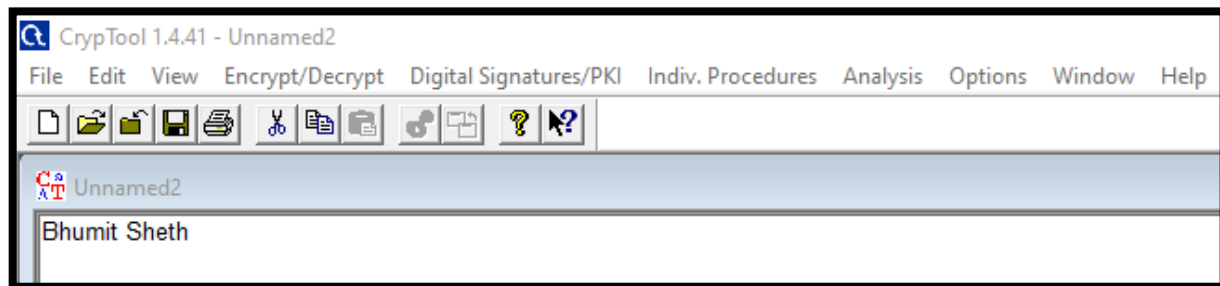 CrypTool 1.4.41 - Unnamed2
File Edit View Encrypt/Decrypt Digital Signatures/PKI Indiv. Procedures Analysis Options Window Help
Unnamed2
Bhumit Sheth